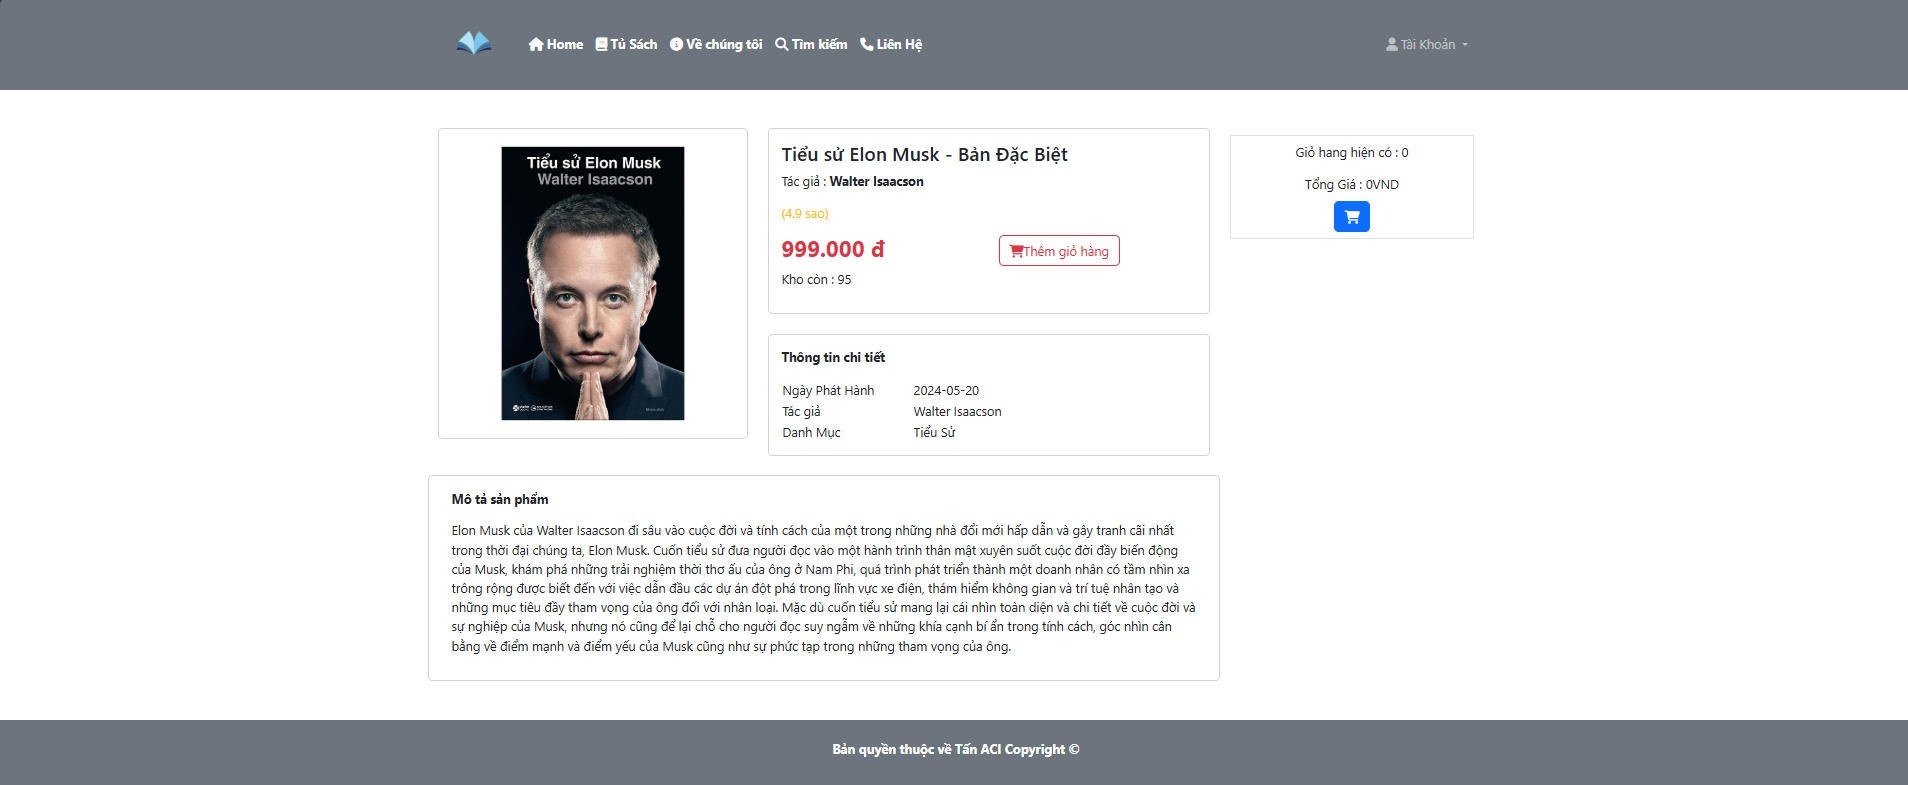 Home Tủ Sách Về chúng tôi Tìm kiếm Liên Hệ Tài Khoản
Tiểu sử Elon Musk
Walter Isaacson
Tiểu sử Elon Musk - Bản Đặc Biệt
Tác giả : Walter Isaacson
(4.9 sao)
999.000 đ
Thêm giỏ hàng
Kho còn : 95
Giỏ hang hiện có : 0
Tổng Giá : 0VND
Thông tin chi tiết
Ngày Phát Hành 2024-05-20
Tác giả Walter Isaacson
Danh Mục Tiểu Sử
Mô tả sản phẩm
Elon Musk của Walter Isaacson đi sâu vào cuộc đời và tính cách của một trong những nhà đổi mới hấp dẫn và gây tranh cãi nhất
trong thời đại chúng ta, Elon Musk. Cuốn tiểu sử đưa người đọc vào một hành trình thân mật xuyên suốt cuộc đời đầy biến động
của Musk, khám phá những trải nghiệm thời thơ ấu của ông ở Nam Phi, quá trình phát triển thành một doanh nhân có tầm nhìn xa
trông rộng được biết đến với việc dẫn đầu các dự án đột phá trong lĩnh vực xe điện, thám hiểm không gian và trí tuệ nhân tạo và
những mục tiêu đầy tham vọng của ông đối với nhân loại. Mặc dù cuốn tiểu sử mang lại cái nhìn toàn diện và chi tiết về cuộc đời và
sự nghiệp của Musk, nhưng nó cũng để lại chỗ cho người đọc suy ngẫm về những khía cạnh bí ẩn trong tính cách, góc nhìn cân
bằng về điểm mạnh và điểm yếu của Musk cũng như sự phức tạp trong những tham vọng của ông.
Bản quyền thuộc về Tấn ACI Copyright ©